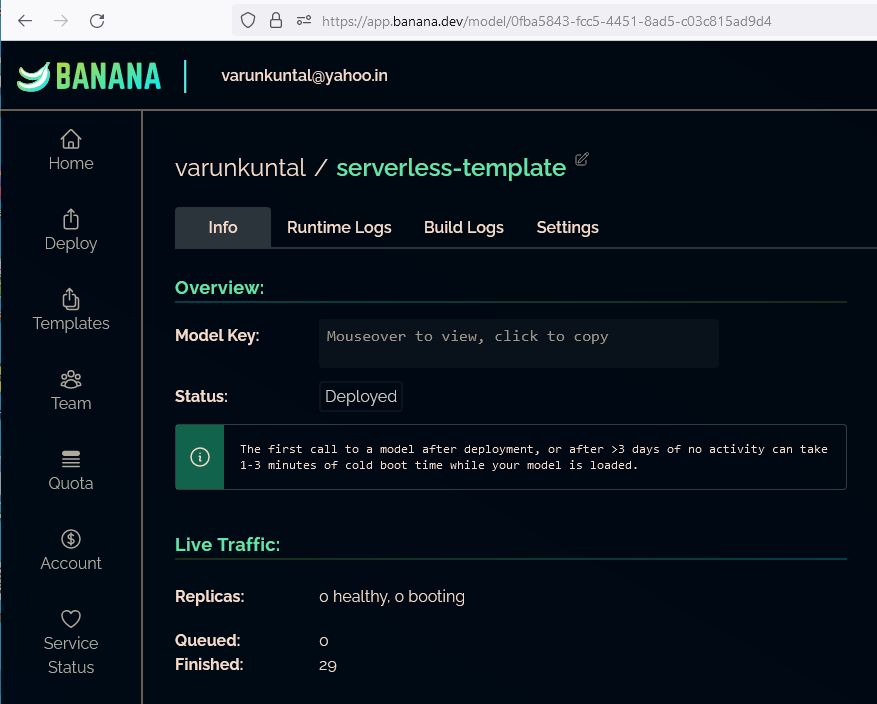 https://app.banana.dev/model/0fba5843-fcc5-4451-8ad5-c03c815ad9d4
BANANA | varunkuntal@yahoo.in
Home
Deploy
Templates
Team
Quota
Account
Service
Status
varunkuntal / serverless-template
Info Runtime Logs Build Logs Settings
Overview:
Model Key: Mouseover to view, click to copy
Status: Deployed
The first call to a model after deployment, or after >3 days of no activity can take
1-3 minutes of cold boot time while your model is loaded.
Live Traffic:
Replicas: 0 healthy, 0 booting
Queued: 0
Finished: 29